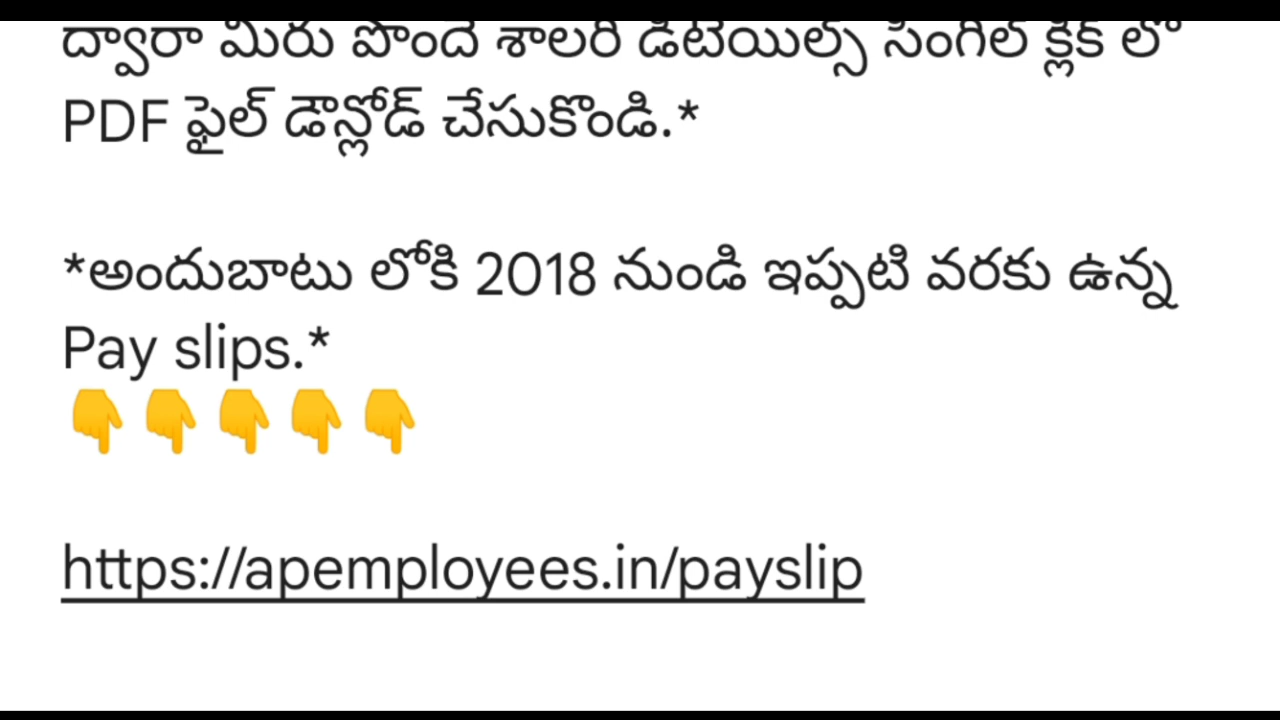 ద్వారా మీరు పొందే శాలరీ డీటెయిల్స్ సింగిల్ క్లిక్ లో
PDF ఫైల్ డౌన్లోడ్ చేసుకొండి.*
*అందుబాటు లోకి 2018 నుండి ఇప్పటి వరకు ఉన్న
Pay slips.*
👇👇👇👇👇
https://apemployees.in/payslip